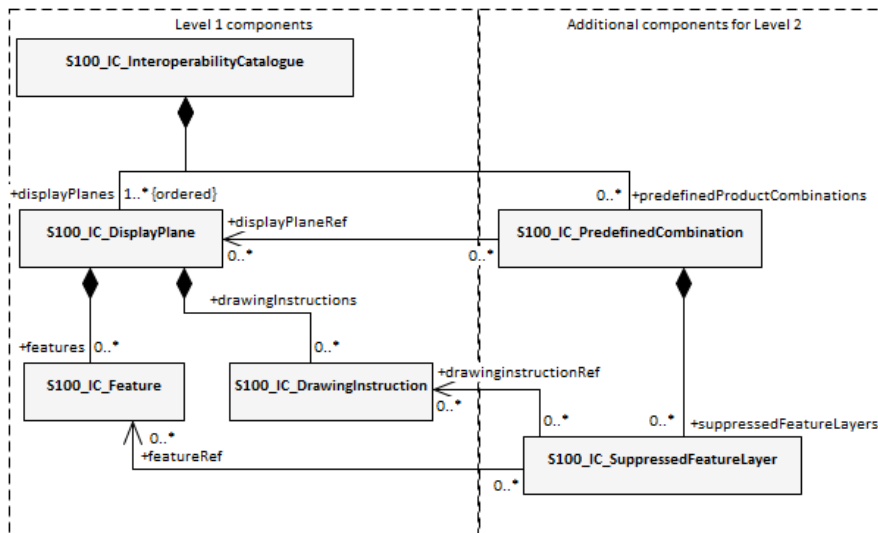 Level 1 components
Additional components for Level 2
S100_IC_InteroperabilityCatalogue
+displayPlanes 1..* {ordered}
0..* +predefinedProductCombinations
S100_IC_DisplayPlane
+displayPlaneRef
0..*
0..*
S100_IC_PredefinedCombination
+drawingInstructions
+features 0..*
0..*
S100_IC_Feature
S100_IC_DrawingInstruction
+drawinginstructionRef
0..*
0..*
0..* +suppressedFeatureLayers
0..*
+featureRef
S100_IC_SuppressedFeatureLayer
0..*